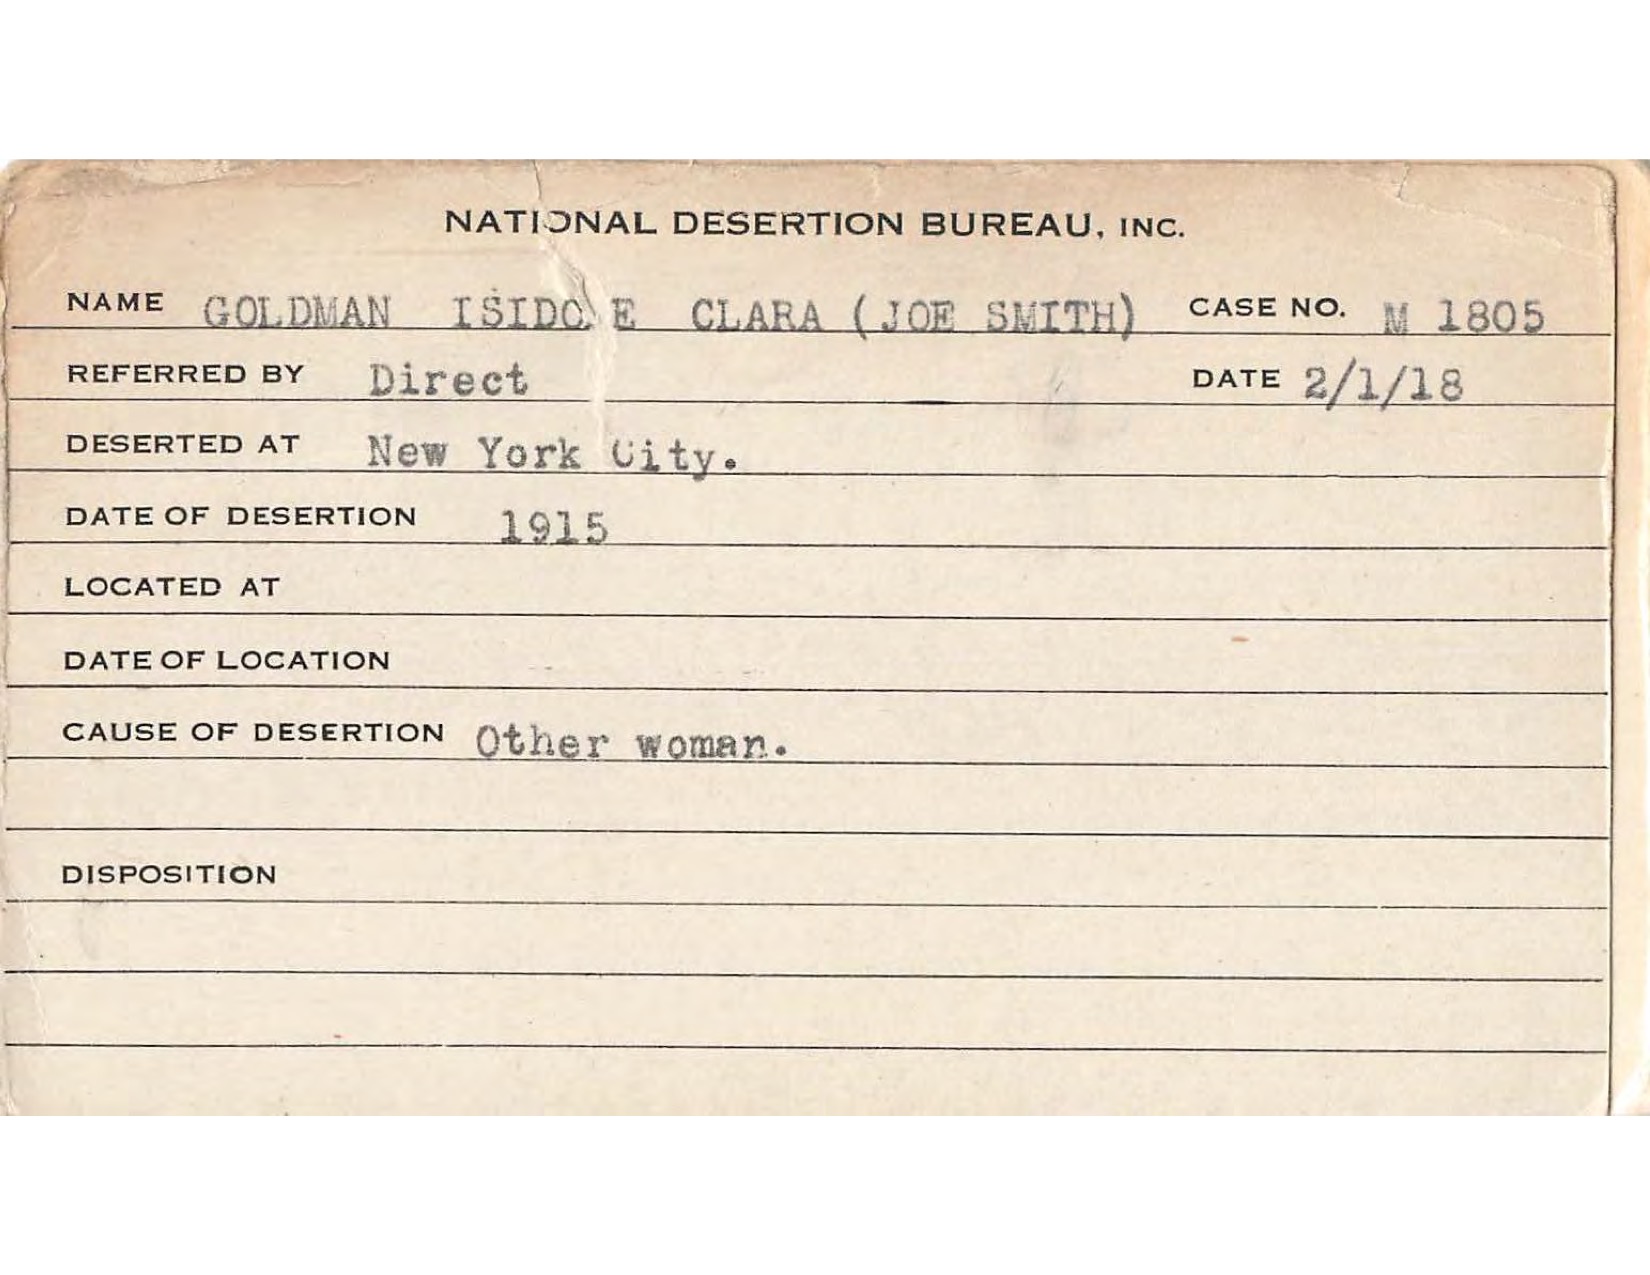 NATIONAL DESERTION BUREAU, INC.
NAME GOLDMAN ISIDORE CLARA (JOE SMITH) CASE NO. M 1805
REFERRED BY Direct DATE 2/1/18
DESERTED AT New York City.
DATE OF DESERTION 1915
LOCATED AT
DATE OF LOCATION
CAUSE OF DESERTION Other woman.
DISPOSITION